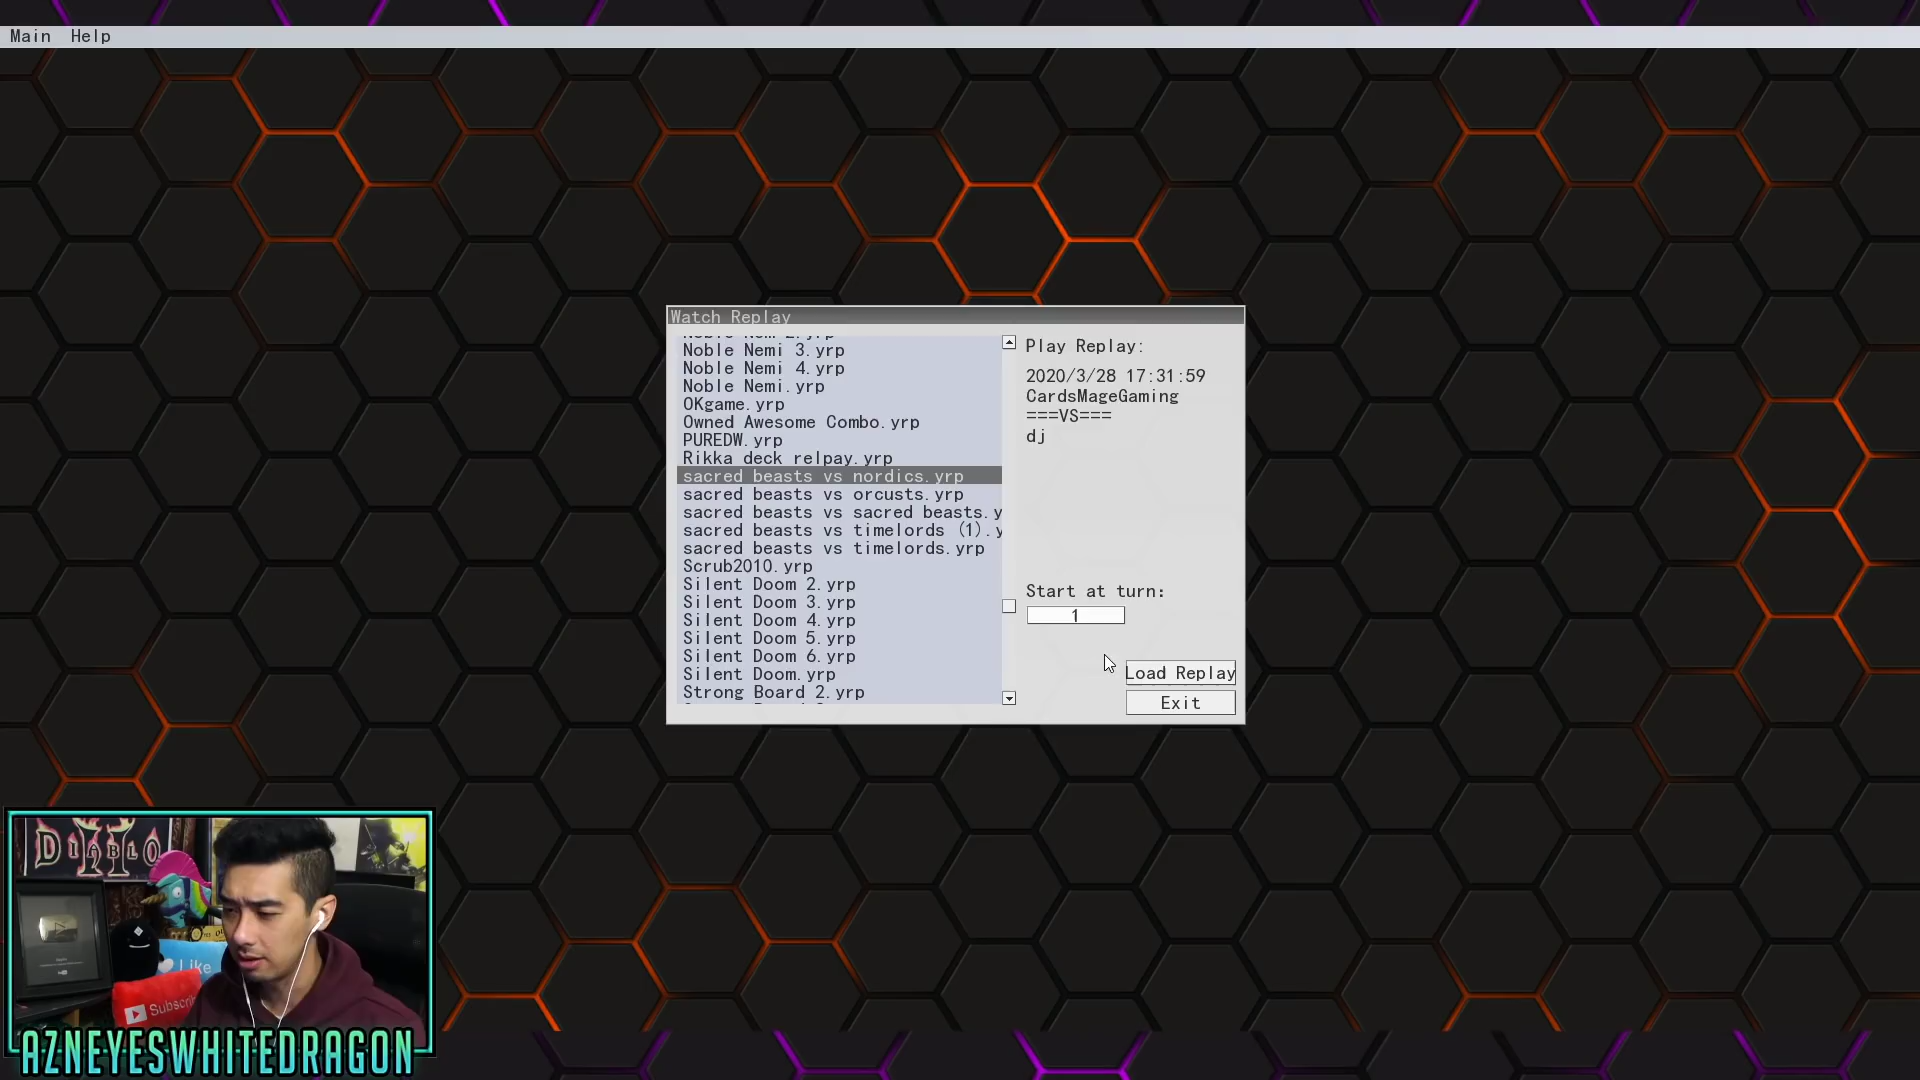 Main Help
Watch Replay
Noble Nemi 3.yrp
Noble Nemi 4.yrp
Noble Nemi.yrp
OKgame.yrp
Owned Awesome Combo.yrp
PUREDW.yrp
Rikka deck relpay.yrp
sacred beasts vs nordics.yrp
sacred beasts vs orcusts.yrp
sacred beasts vs sacred beasts.y
sacred beasts vs timelords (1).y
sacred beasts vs timelords.yrp
Scrub2010.yrp
Silent Doom 2.yrp
Silent Doom 3.yrp
Silent Doom 4.yrp
Silent Doom 5.yrp
Silent Doom 6.yrp
Silent Doom.yrp
Strong Board 2.yrp
Play Replay:
2020/3/28 17:31:59
CardsMageGaming
===VS===
dj
Start at turn:
1
Load Replay
Exit
DIABLO
II
Like
Subscri
AZNEYESWHITEDRAGON